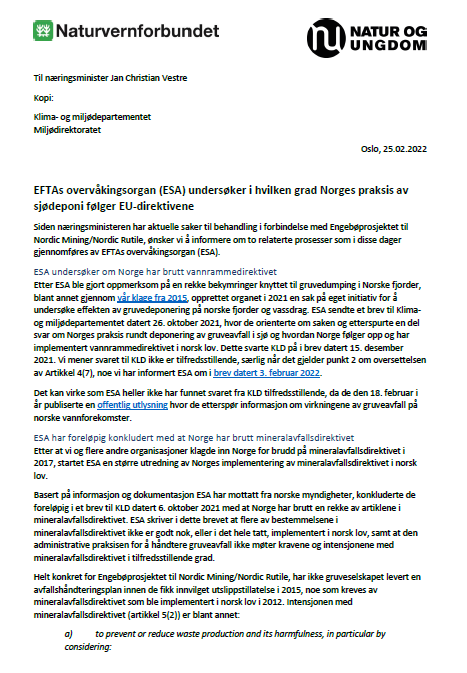 Naturvernforbundet
NATUR OG
UNGDOM
Til næringsminister Jan Christian Vestre
Kopi:
Klima- og miljødepartementet
Miljødirektoratet
Oslo, 25.02.2022
EFTAs overvåkingsorgan (ESA) undersøker i hvilken grad Norges praksis av
sjødeponi følger EU-direktivene
Siden næringsministeren har aktuelle saker til behandling i forbindelse med Engebøprosjektet til
Nordic Mining/Nordic Rutile, ønsker vi å informere om to relaterte prosesser som i disse dager
gjennomføres av EFTAs overvåkingsorgan (ESA).
ESA undersøker om Norge har brutt vannrammedirektivet
Etter ESA ble gjort oppmerksom på en rekke bekymringer knyttet til gruvedumping i Norske fjorder,
blant annet gjennom vår klage fra 2015, opprettet organet i 2021 en sak på eget initiativ for å
undersøke effekten av gruvedeponering på norske fjorder og vassdrag. ESA sendte et brev til Klima-
og miljødepartementet datert 26. oktober 2021, hvor de orienterte om saken og etterspurte en del
svar om Norges praksis rundt deponering av gruveavfall i sjø og hvordan Norge følger opp og har
implementert vannrammedirektivet i norsk lov. Dette svarte KLD på i brev datert 15. desember
2021. Vi mener svaret til KLD ikke er tilfredsstillende, særlig når det gjelder punkt 2 om oversettelsen
av Artikkel 4(7), noe vi har informert ESA om i brev datert 3. februar 2022.
Det kan virke som ESA heller ikke har funnet svaret fra KLD tilfredsstillende, da de den 18. februar i
år publiserte en offentlig utlysning hvor de etterspør informasjon om virkningene av gruveavfall på
norske vannforekomster.
ESA har foreløpig konkludert med at Norge har brutt mineralavfallsdirektivet
Etter at vi og flere andre organisasjoner klagde inn Norge for brudd på mineralavfallsdirektivet i
2017, startet ESA en større utredning av Norges implementering av mineralavfallsdirektivet i norsk
lov.
Basert på informasjon og dokumentasjon ESA har mottatt fra norske myndigheter, konkluderte de
foreløpig i et brev til KLD datert 6. oktober 2021 med at Norge har brutt en rekke av artiklene i
mineralavfallsdirektivet. ESA skriver i dette brevet at flere av bestemmelsene i
mineralavfallsdirektivet ikke er godt nok, eller i det hele tatt, implementert i norsk lov, samt at den
administrative praksisen for å håndtere gruveavfall ikke møter kravene og intensjonene med
mineralavfallsdirektivet i tilfredsstillende grad.
Helt konkret for Engebøprosjektet til Nordic Mining/Nordic Rutile, har ikke gruveselskapet levert en
avfallshåndteringsplan innen de fikk innvilget utslippstillatelse i 2015, noe som kreves av
mineralavfallsdirektivet som ble implementert i norsk lov i 2012. Intensjonen med
mineralavfallsdirektivet (artikkel 5(2)) er blant annet:
a) to prevent or reduce waste production and its harmfulness, in particular by
considering: